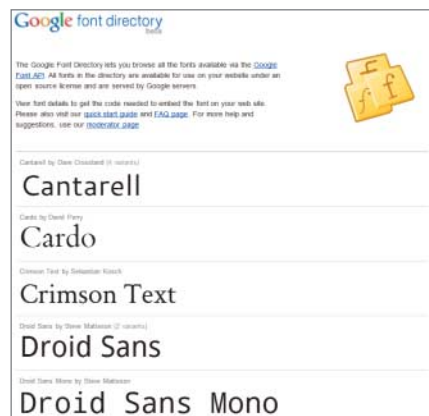 Google font directory
beta
The Google Font Directory lets you browse all the fonts available via the Google
Font API. All fonts in the directory are available for use on your website under an
open source license and are served by Google servers.
View font details to get the code needed to embed the font on your web site.
Please also visit our quick start guide and FAQ page. For more help and
suggestions, use our moderator page.
Cantarell by Dave Crossland (4 variants)
Cantarell
Cardo by David Perry
Cardo
Crimson Text by Sebastian Kosch
Crimson Text
Droid Sans by Steve Matteson (2 variants)
Droid Sans
Droid Sans Mono by Steve Matteson
Droid Sans Mono